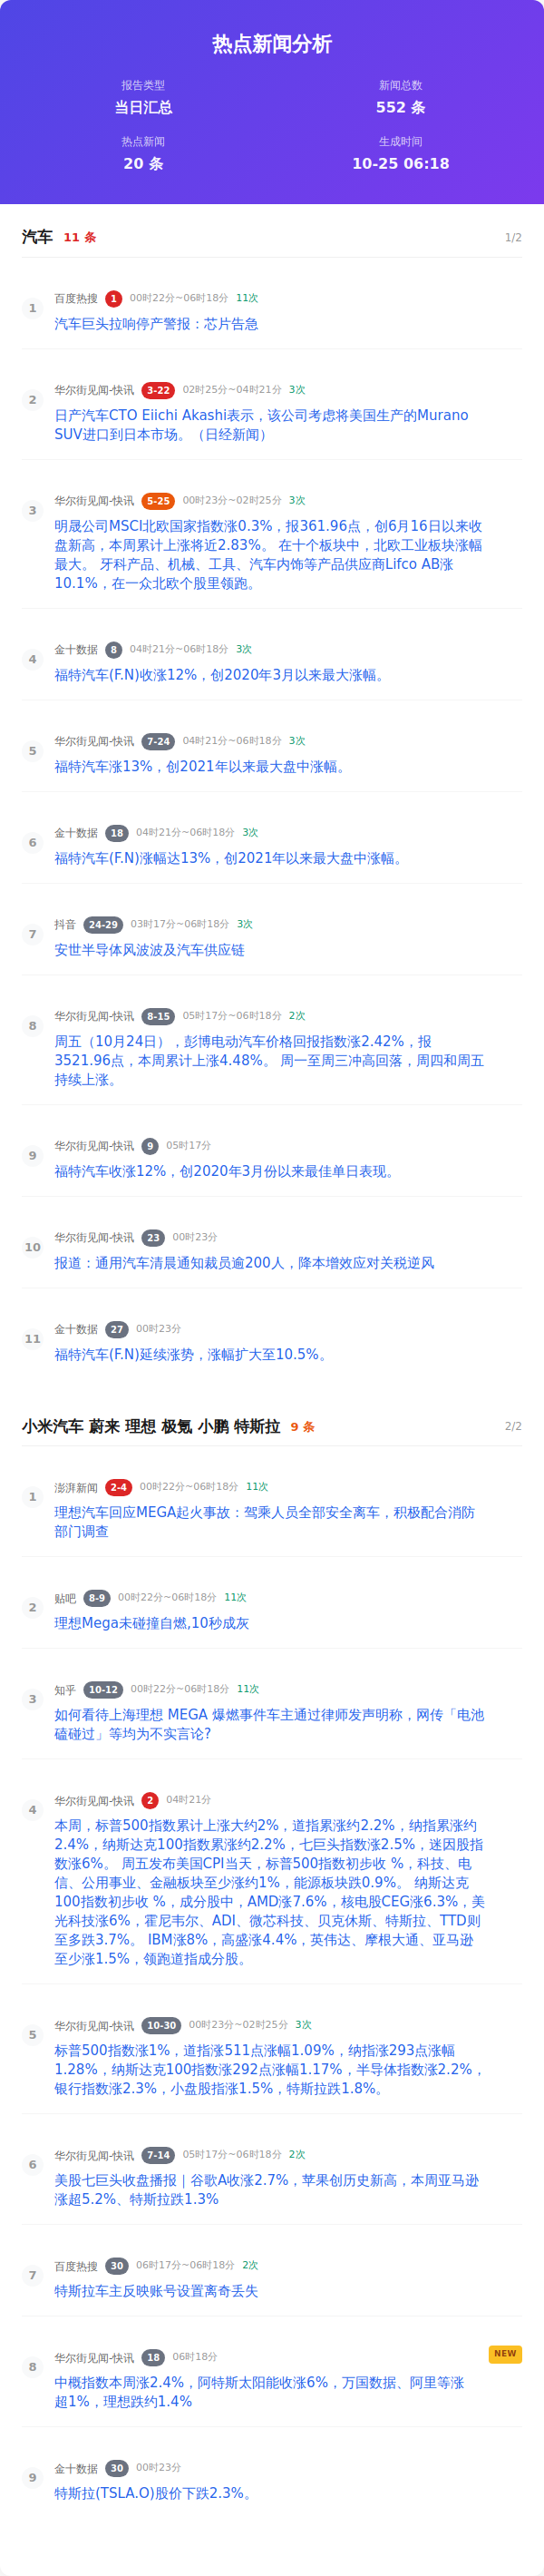 热点新闻分析
报告类型
当日汇总
新闻总数
552 条
热点新闻
20 条
生成时间
10-25 06:18
汽车 11 条 1/2
1
百度热搜 1 00时22分~06时18分 11次
汽车巨头拉响停产警报：芯片告急
2
华尔街见闻-快讯 3-22 02时25分~04时21分 3次
日产汽车CTO Eiichi Akashi表示，该公司考虑将美国生产的Murano
SUV进口到日本市场。（日经新闻）
3
华尔街见闻-快讯 5-25 00时23分~02时25分 3次
明晟公司MSCI北欧国家指数涨0.3%，报361.96点，创6月16日以来收
盘新高，本周累计上涨将近2.83%。 在十个板块中，北欧工业板块涨幅
最大。 牙科产品、机械、工具、汽车内饰等产品供应商Lifco AB涨
10.1%，在一众北欧个股里领跑。
4
金十数据 8 04时21分~06时18分 3次
福特汽车(F.N)收涨12%，创2020年3月以来最大涨幅。
5
华尔街见闻-快讯 7-24 04时21分~06时18分 3次
福特汽车涨13%，创2021年以来最大盘中涨幅。
6
金十数据 18 04时21分~06时18分 3次
福特汽车(F.N)涨幅达13%，创2021年以来最大盘中涨幅。
7
抖音 24-29 03时17分~06时18分 3次
安世半导体风波波及汽车供应链
8
华尔街见闻-快讯 8-15 05时17分~06时18分 2次
周五（10月24日），彭博电动汽车价格回报指数涨2.42%，报
3521.96点，本周累计上涨4.48%。 周一至周三冲高回落，周四和周五
持续上涨。
9
华尔街见闻-快讯 9 05时17分
福特汽车收涨12%，创2020年3月份以来最佳单日表现。
10
华尔街见闻-快讯 23 00时23分
报道：通用汽车清晨通知裁员逾200人，降本增效应对关税逆风
11
金十数据 27 00时23分
福特汽车(F.N)延续涨势，涨幅扩大至10.5%。
小米汽车 蔚来 理想 极氪 小鹏 特斯拉 9 条 2/2
1
澎湃新闻 2-4 00时22分~06时18分 11次
理想汽车回应MEGA起火事故：驾乘人员全部安全离车，积极配合消防
部门调查
2
贴吧 8-9 00时22分~06时18分 11次
理想Mega未碰撞自燃,10秒成灰
3
知乎 10-12 00时22分~06时18分 11次
如何看待上海理想 MEGA 爆燃事件车主通过律师发声明称，网传「电池
磕碰过」等均为不实言论?
4
华尔街见闻-快讯 2 04时21分
本周，标普500指数累计上涨大约2%，道指累涨约2.2%，纳指累涨约
2.4%，纳斯达克100指数累涨约2.2%，七巨头指数涨2.5%，迷因股指
数涨6%。 周五发布美国CPI当天，标普500指数初步收 %，科技、电
信、公用事业、金融板块至少涨约1%，能源板块跌0.9%。 纳斯达克
100指数初步收 %，成分股中，AMD涨7.6%，核电股CEG涨6.3%，美
光科技涨6%，霍尼韦尔、ADI、微芯科技、贝克休斯、特斯拉、TTD则
至多跌3.7%。 IBM涨8%，高盛涨4.4%，英伟达、摩根大通、亚马逊
至少涨1.5%，领跑道指成分股。
5
华尔街见闻-快讯 10-30 00时23分~02时25分 3次
标普500指数涨1%，道指涨511点涨幅1.09%，纳指涨293点涨幅
1.28%，纳斯达克100指数涨292点涨幅1.17%，半导体指数涨2.2%，
银行指数涨2.3%，小盘股指涨1.5%，特斯拉跌1.8%。
6
华尔街见闻-快讯 7-14 05时17分~06时18分 2次
美股七巨头收盘播报｜谷歌A收涨2.7%，苹果创历史新高，本周亚马逊
涨超5.2%、特斯拉跌1.3%
7
百度热搜 30 06时17分~06时18分 2次
特斯拉车主反映账号设置离奇丢失
8
华尔街见闻-快讯 18 06时18分
NEW
中概指数本周涨2.4%，阿特斯太阳能收涨6%，万国数据、阿里等涨
超1%，理想跌约1.4%
9
金十数据 30 00时23分
特斯拉(TSLA.O)股价下跌2.3%。